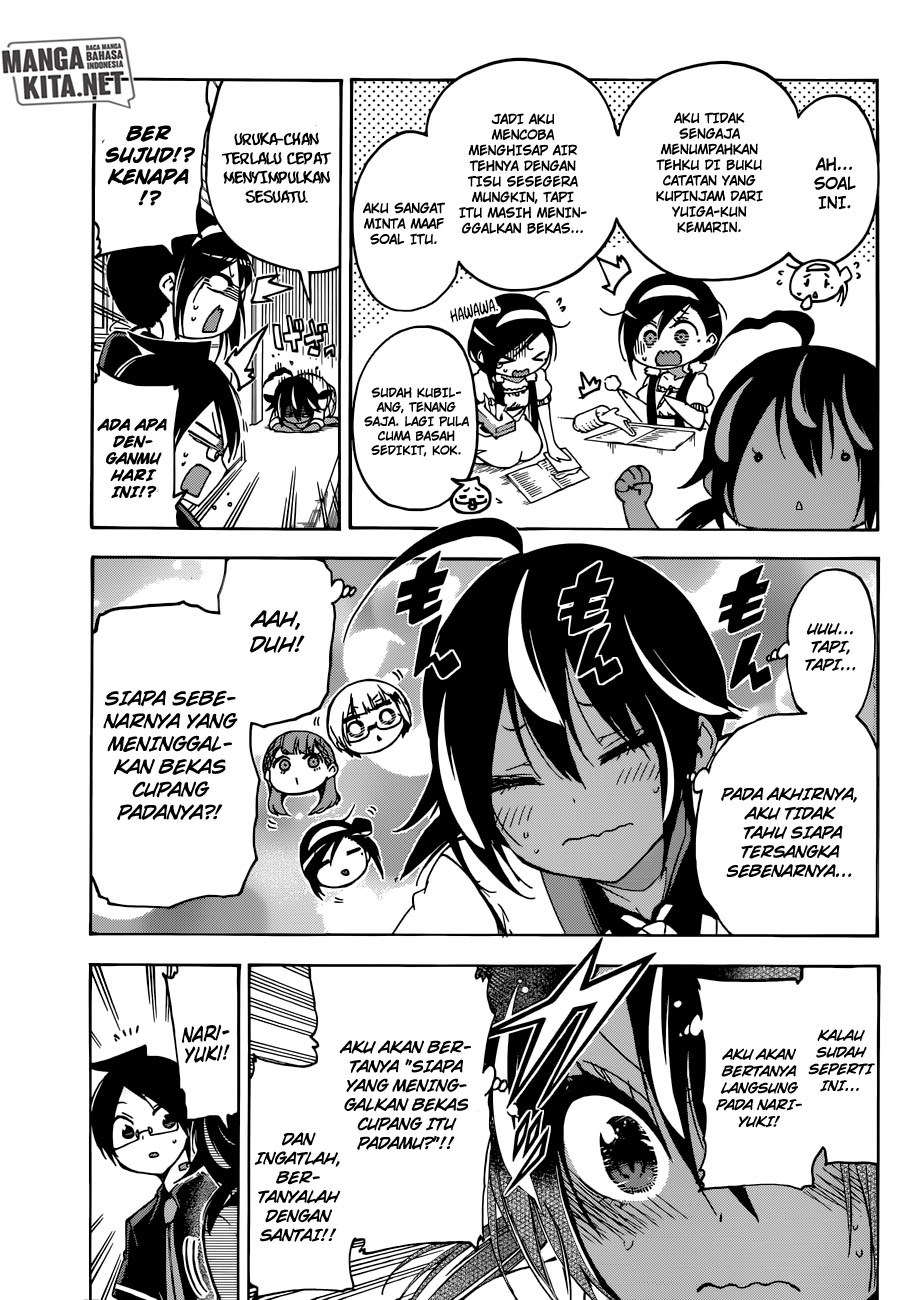 MANGA
KITA.NET
BACA MANGA
BAHASA
INDONESIA
AH...
SOAL
INI.
AKU TIDAK
SENGAJA
MENUMPAHKAN
TEHKU DI BUKU
CATATAN YANG
KUPINJAM DARI
YUIGA-KUN
KEMARIN.
JADI AKU
MENCOBA
MENGHISAP AIR
TEHNYA DENGAN
TISU SESEGERA
MUNGKIN, TAPI
ITU MASIH MENIN-
GGALKAN BEKAS...
AKU SANGAT
MINTA MAAF
SOAL ITU.
HAWAWA.
SUDAH KUBIL-
ANG, TENANG
SAJA. LAGI PULA
CUMA BASAH
SEDIKIT, KOK.
URUKA-CHAN
TERLALU CEPAT
MENYIMPULKAN
SESUATU.
BER
SUJUD!?
KENAPA
!?
ADA APA
DEN-
GANMU
HARI
INI!?
UUU...
TAPI,
TAPI...
もん
もん
もん
PADA AKHIRNYA,
AKU TIDAK
TAHU SIAPA
TERSANGKA
SEBENARNYA...
AAH,
DUH!
SIAPA SEBE-
NARNYA YANG
MENINGGAL-
KAN BEKAS
CUPANG
PADANYA?!
KALAU
SUDAH
SEPERTI
INI...
AKU AKAN
BERTANYA
LANGSUNG
PADA NARI-
YUKI!
AKU AKAN BER-
TANYA "SIAPA
YANG MENING-
GALKAN BEKAS
CUPANG ITU
PADAMU?"!!
DAN
INGATLAH,
BER-
TANYALAH
DENGAN
SANTAI!!
NARI-
YUKI!